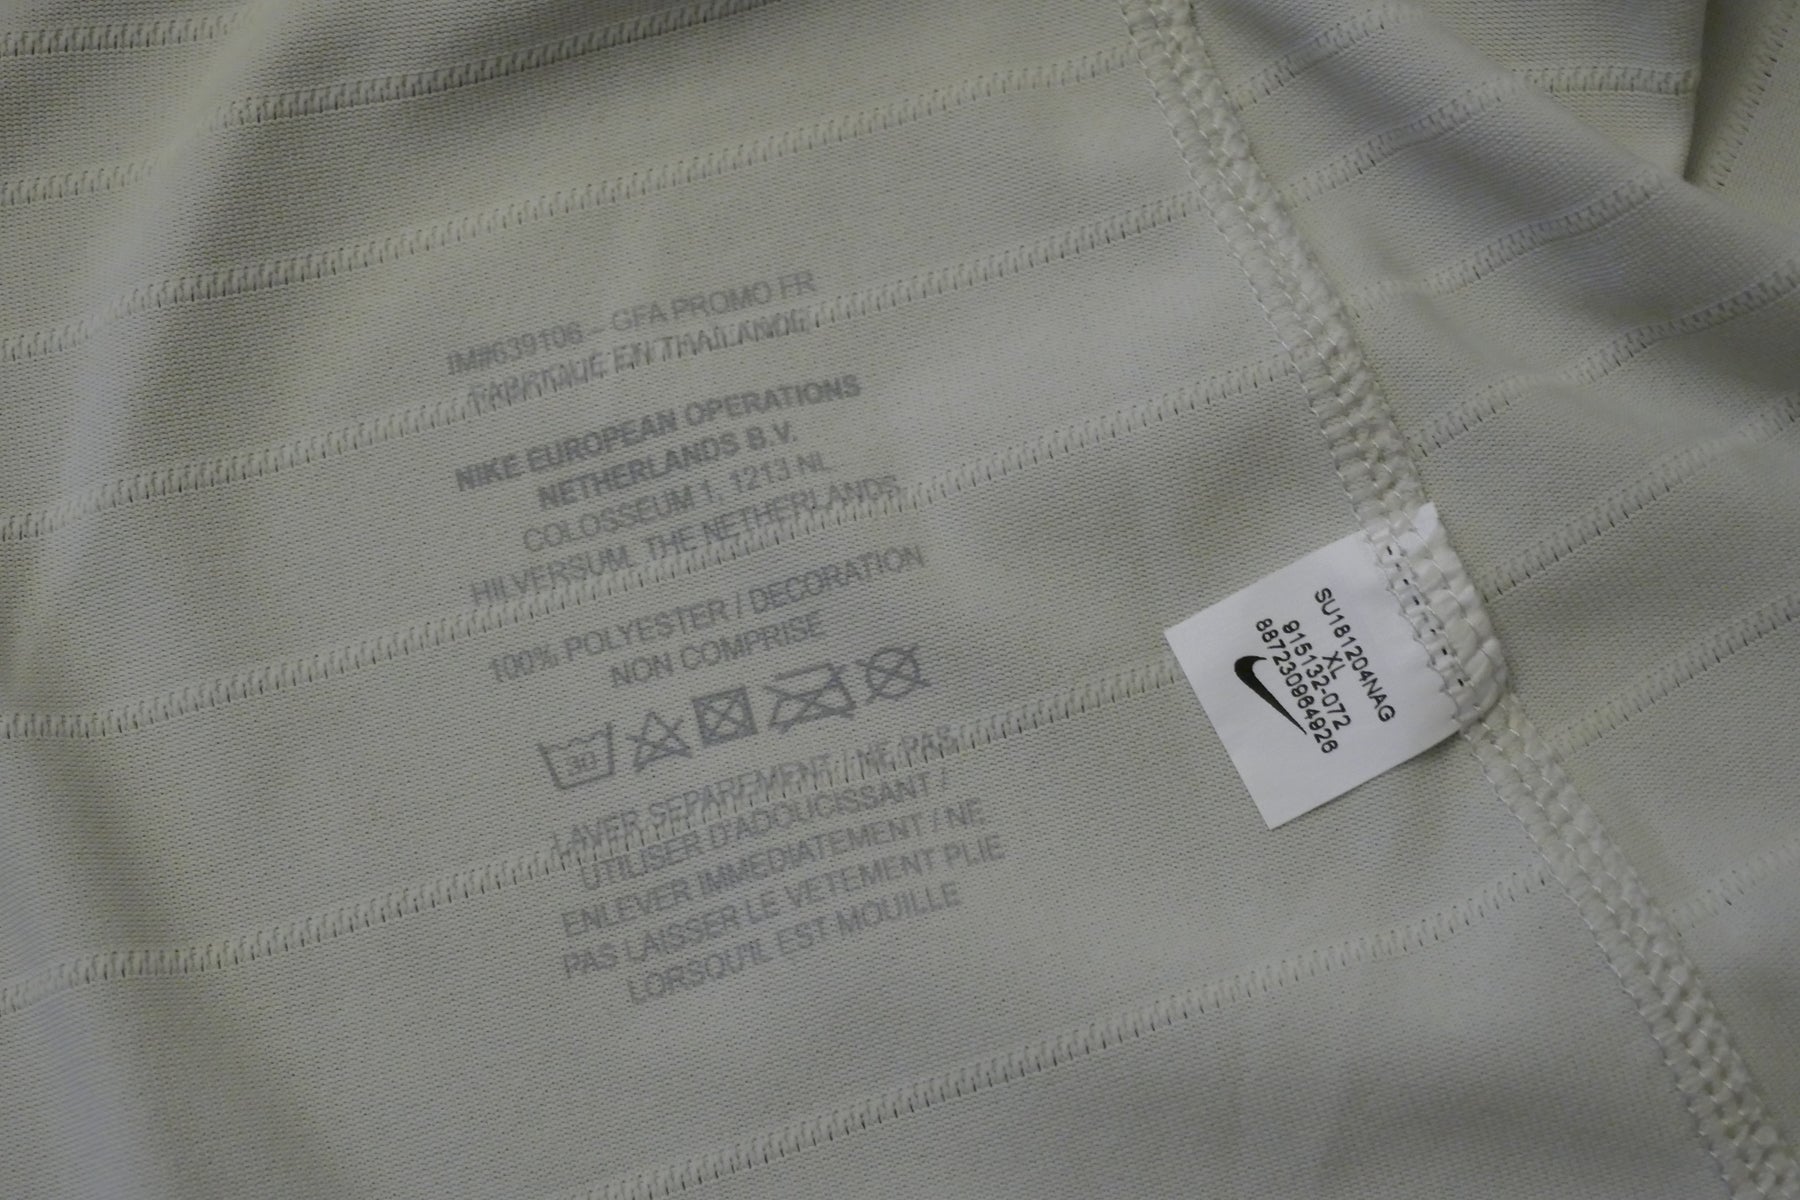 IM#639106 – GFA PROMO FR
FABRIQUE EN THAILANDE
NIKE EUROPEAN OPERATIONS
NETHERLANDS B.V.
COLOSSEUM 1, 1213 NL
HILVERSUM, THE NETHERLANDS
100% POLYESTER / DECORATION
NON COMPRISE
30
LAVER SEPAREMENT / NE PAS
UTILISER D'ADOUCISSANT /
ENLEVER IMMEDIATEMENT / NE
PAS LAISSER LE VETEMENT PLIE
LORSQU'IL EST MOUILLE
SU181204NAG
XL
915132-072
887230984926